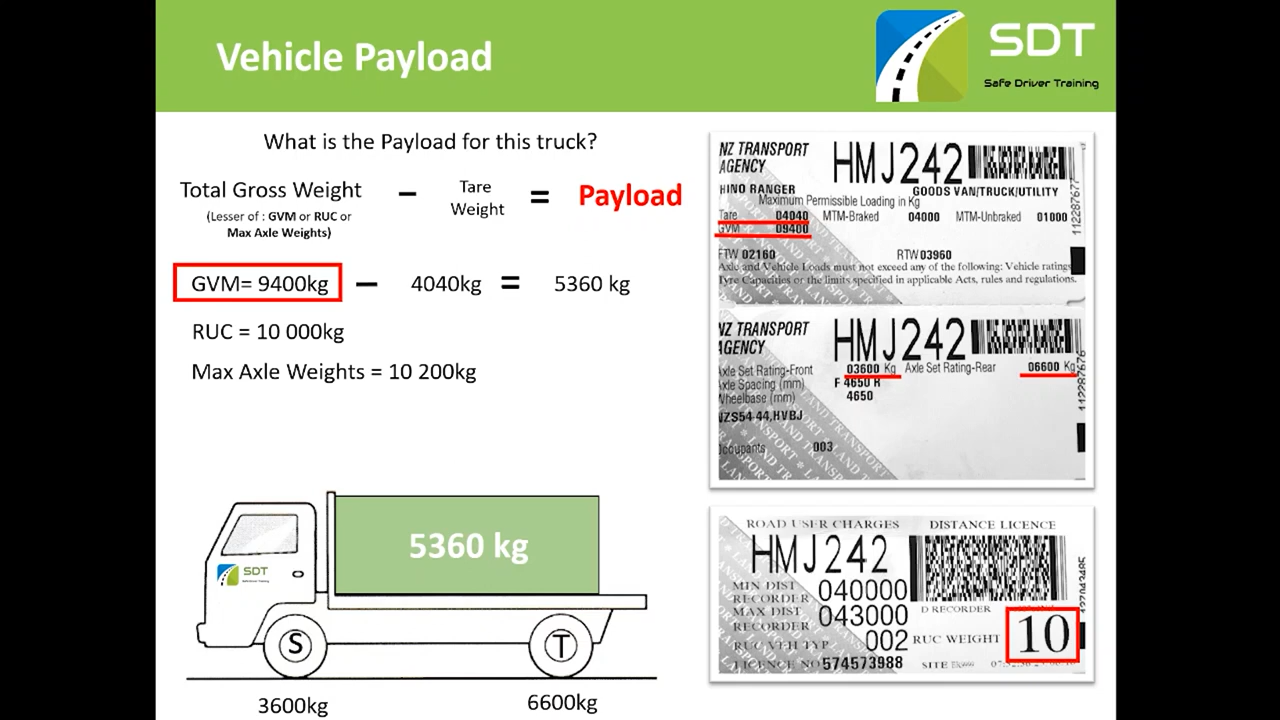 Vehicle Payload
SDT
Safe Driver Training
What is the Payload for this truck?
Total Gross Weight – Tare Weight = Payload
(Lesser of : GVM or RUC or
Max Axle Weights)
GVM= 9400kg – 4040kg = 5360 kg
RUC = 10 000kg
Max Axle Weights = 10 200kg
5360 kg
SDT
S
T
3600kg
6600kg
NZ TRANSPORT
AGENCY
HMJ242
HINO RANGER
GOODS VAN/TRUCK/UTILITY
Maximum Permissible Loading in Kg
Tare 04040 MTM-Braked 04000 MTM-Unbraked 01000
GVM 09400
FTW 02160 RTW03960
Axle and Vehicle Loads must not exceed any of the following: Vehicle rating
Tyre Capacities or the limits specified in applicable Acts, rules and regulations.
112287677
NZ TRANSPORT
AGENCY
HMJ242
Axle Set Rating-Front 03600 Kg Axle Set Rating-Rear 06600 Kg
Axle Spacing (mm) F 4650 R
Wheelbase (mm) 4650
NZS54-44,HVBJ
Occupants 003
112287676
ROAD USER CHARGES DISTANCE LICENCE
HMJ242
MIN DIST
RECORDER 040000
MAX DIST
RECORDER 043000
D RECORDER
RUC VEH TYP 002
RUC WEIGHT 10
LICENCE NO 574573988
SITE